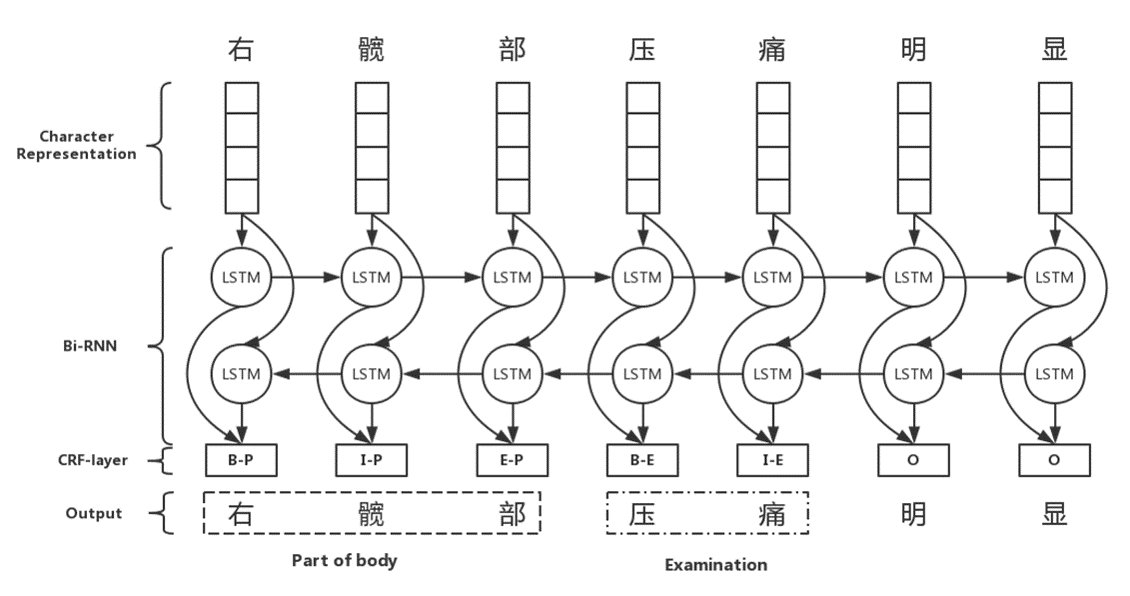 右 髋 部 压 痛 明 显
Character
Representation
LSTM LSTM LSTM LSTM LSTM LSTM LSTM
Bi-RNN
LSTM LSTM LSTM LSTM LSTM LSTM LSTM
CRF-layer B-P I-P E-P B-E I-E O O
Output 右 髋 部 压 痛 明 显
Part of body Examination